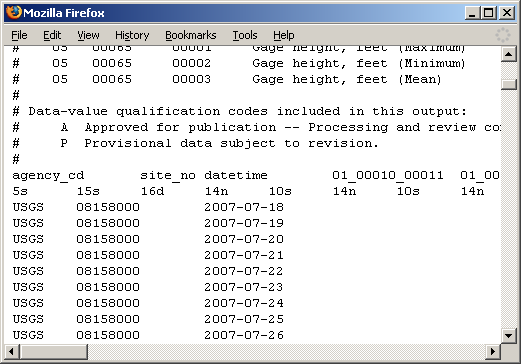 Mozilla Firefox
File Edit View History Bookmarks Tools Help
# 05 00065 00001 Gage height, feet (Maximum)
# 05 00065 00002 Gage height, feet (Minimum)
# 05 00065 00003 Gage height, feet (Mean)
#
# Data-value qualification codes included in this output:
# A Approved for publication -- Processing and review co
# P Provisional data subject to revision.
#
agency_cd site_no datetime 01_00010_00011 01_00
5s 15s 16d 14n 10s 14n 10s 14n
USGS 08158000 2007-07-18
USGS 08158000 2007-07-19
USGS 08158000 2007-07-20
USGS 08158000 2007-07-21
USGS 08158000 2007-07-22
USGS 08158000 2007-07-23
USGS 08158000 2007-07-24
USGS 08158000 2007-07-25
USGS 08158000 2007-07-26